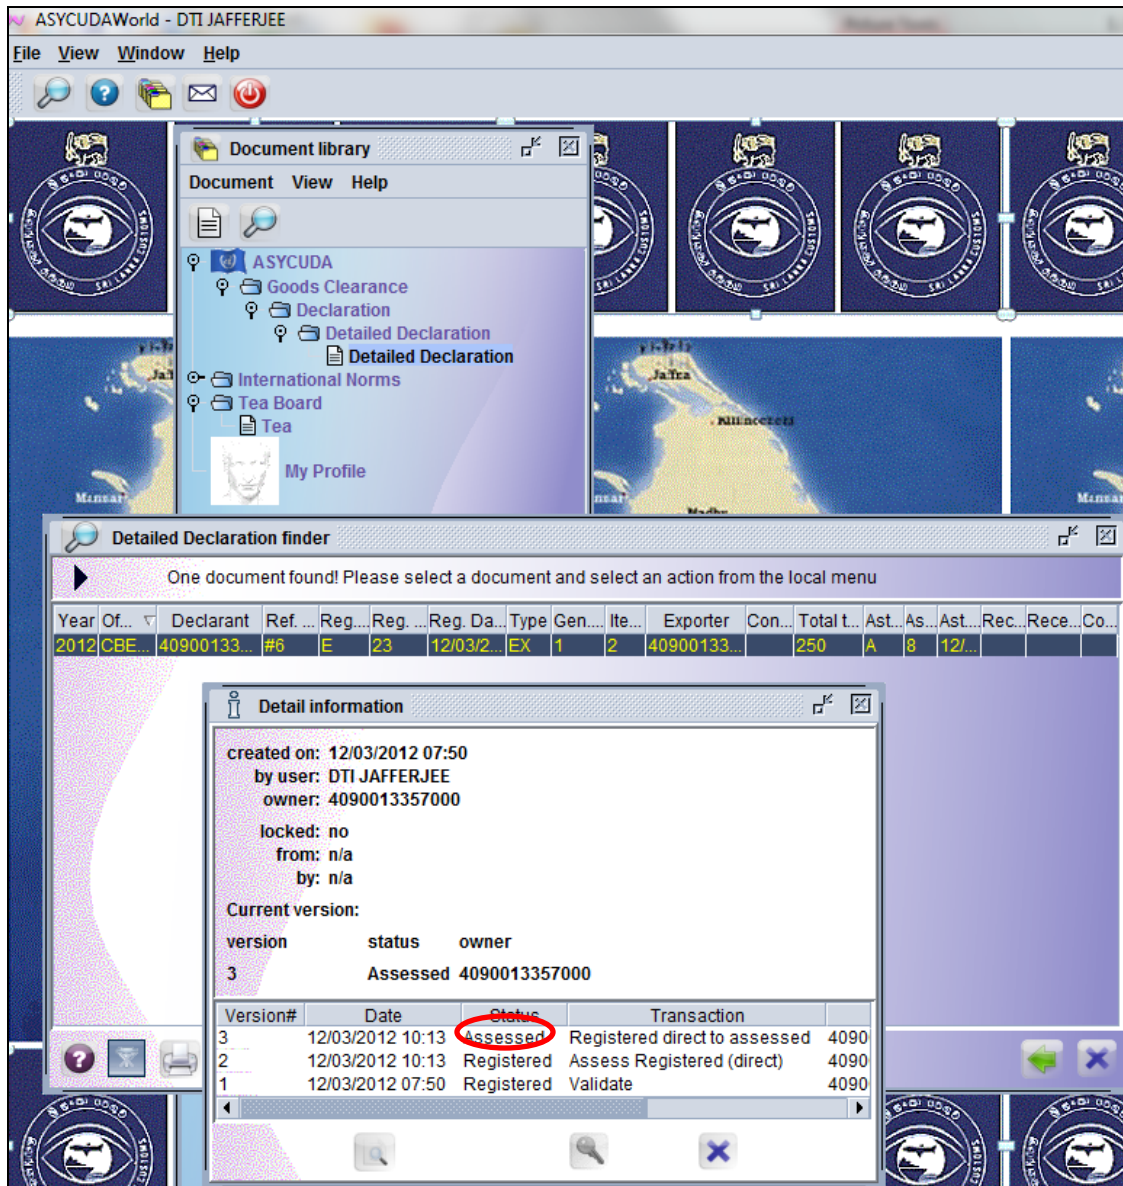 ASYCUDAWorld - DTI JAFFERJEE
File View Window Help
Document library
Document View Help
ASYCUDA
Goods Clearance
Declaration
Detailed Declaration
Detailed Declaration
International Norms
Tea Board
Tea
My Profile
Jaffna
Mannar
Mannar
Detailed Declaration finder
One document found! Please select a document and select an action from the local menu
Year Of... Declarant Ref. ... Reg... Reg. ... Reg. Da... Type Gen.... Ite... Exporter Con... Total t... Ast... As... Ast... Rec... Rece... Co...
2012 CBE... 40900133... #6 E 23 12/03/2... EX 1 2 40900133... 250 A 8 12/...
Detail information
created on: 12/03/2012 07:50
by user: DTI JAFFERJEE
owner: 4090013357000
locked: no
from: n/a
by: n/a
Current version:
version status owner
3 Assessed 4090013357000
Version# Date Status Transaction
3 12/03/2012 10:13 Assessed Registered direct to assessed 4090
2 12/03/2012 10:13 Registered Assess Registered (direct) 4090
1 12/03/2012 07:50 Registered Validate 4090